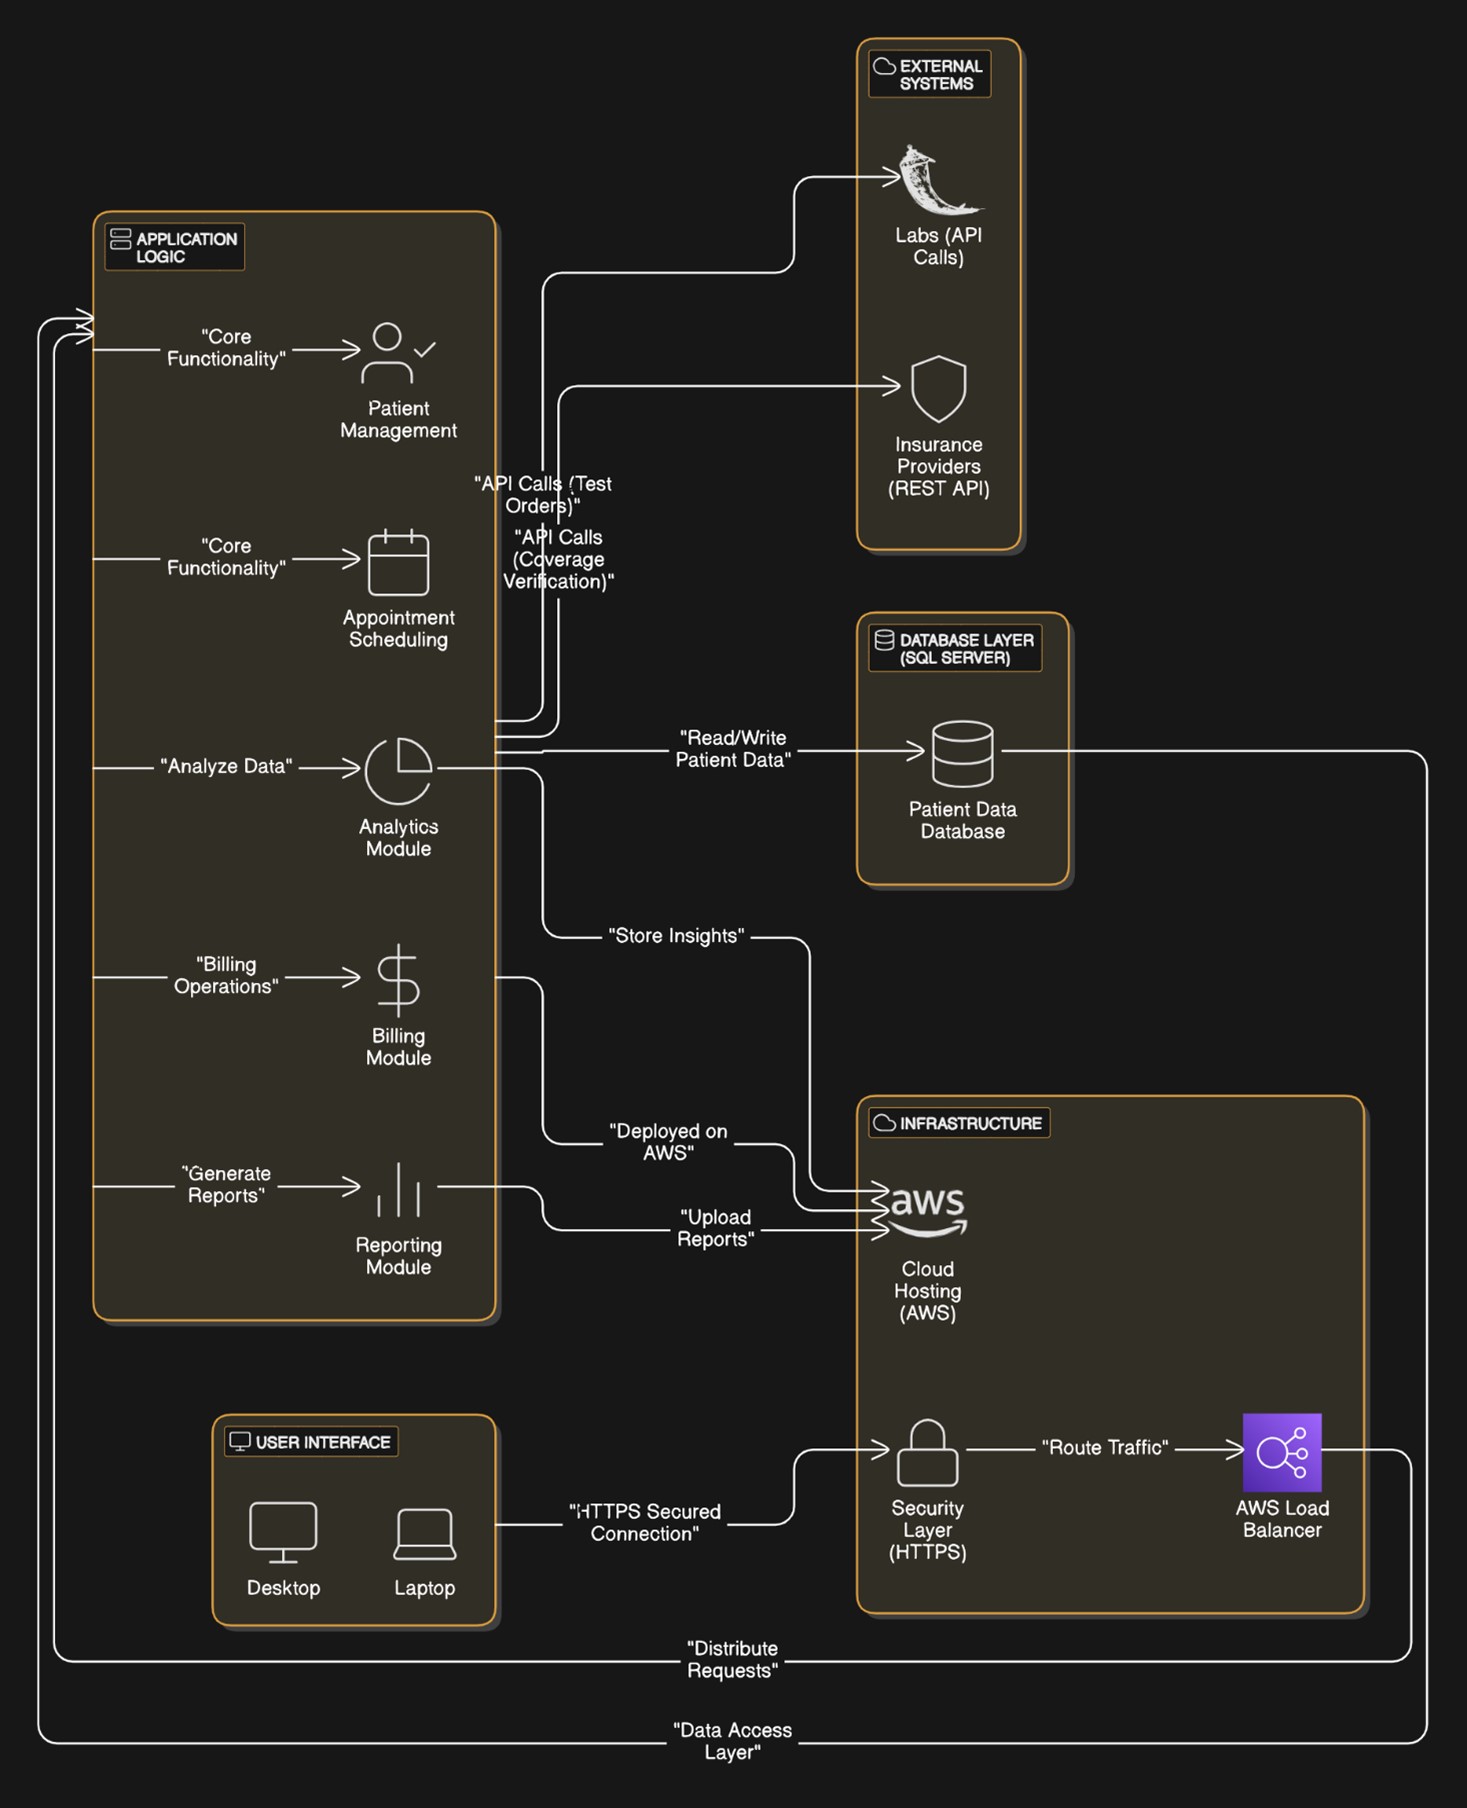 EXTERNAL
SYSTEMS
Labs (API
Calls)
Insurance
Providers
(REST API)
APPLICATION
LOGIC
"Core
Functionality"
Patient
Management
"Core
Functionality"
Appointment
Scheduling
"Analyze Data"
Analytics
Module
"Billing
Operations"
Billing
Module
"Generate
Reports"
Reporting
Module
"API Calls (Test
Orders)"
"API Calls
(Coverage
Verification)"
DATABASE LAYER
(SQL SERVER)
"Read/Write
Patient Data"
Patient Data
Database
"Store Insights"
"Deployed on
AWS"
"Upload
Reports"
INFRASTRUCTURE
aws
Cloud
Hosting
(AWS)
USER INTERFACE
Desktop
Laptop
"HTTPS Secured
Connection"
Security
Layer
(HTTPS)
"Route Traffic"
AWS Load
Balancer
"Distribute
Requests"
"Data Access
Layer"